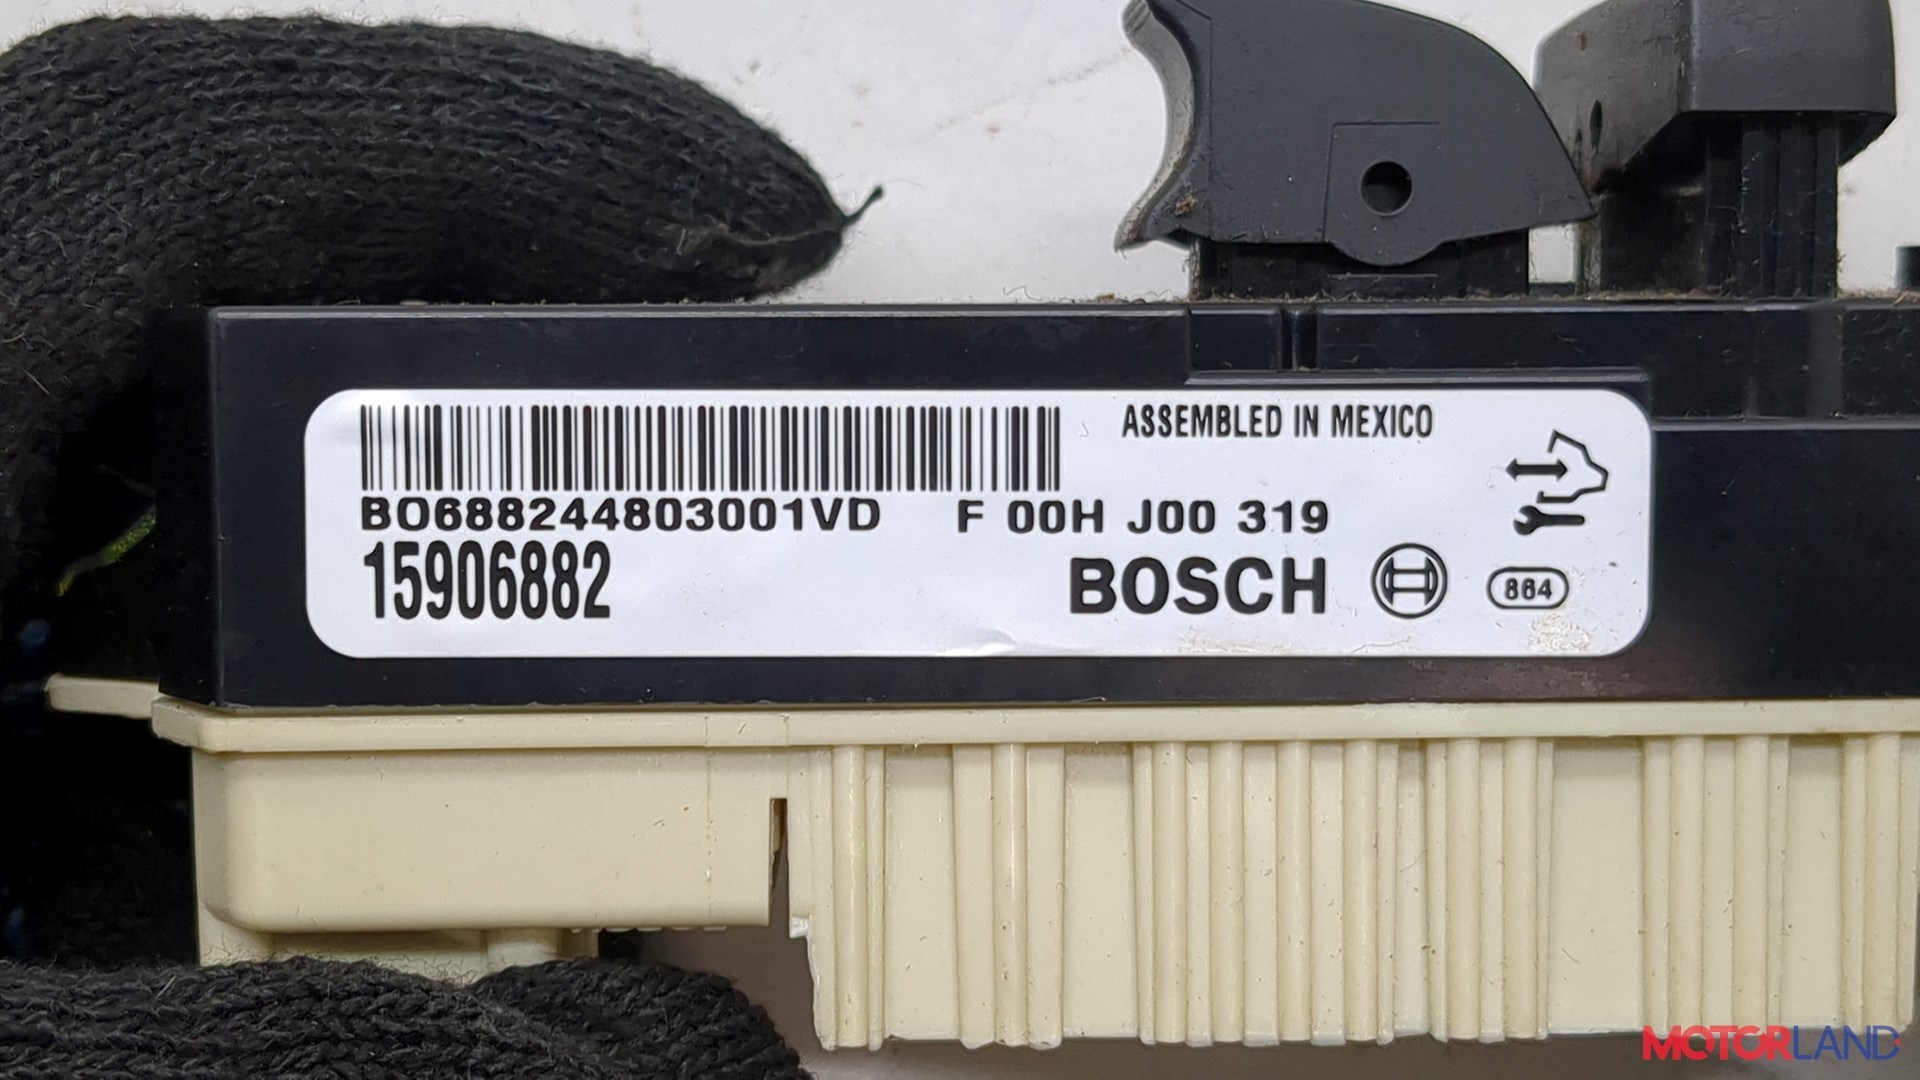 ASSEMBLED IN MEXICO
BO688244803001VD F 00H J00 319
15906882 BOSCH 864
MOTORLAND